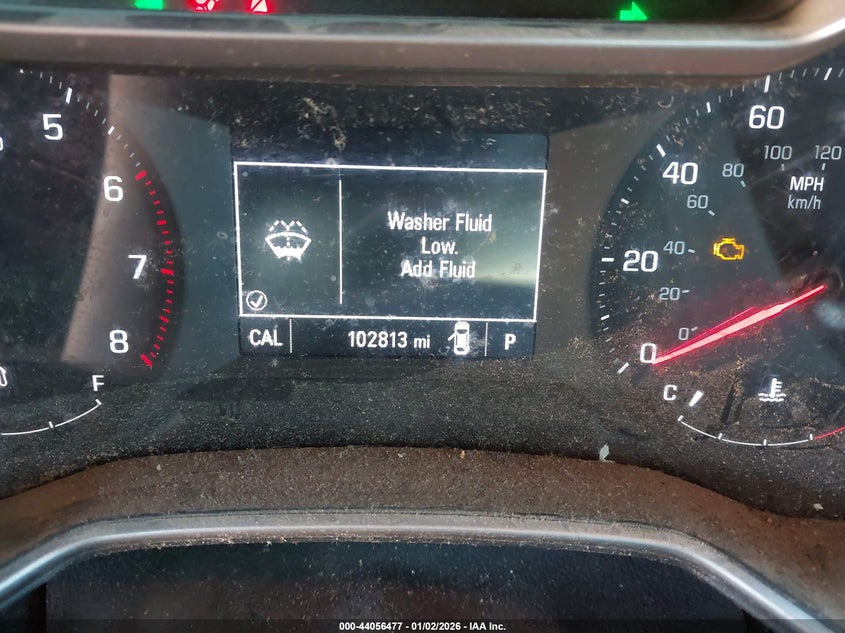 5
6
7
8
F
Washer Fluid
Low.
Add Fluid
CAL
102813 mi
P
60
40
20
0
100
120
80
60
40
20
0
MPH
km/h
C
000-44056477 - 01/02/2026 - IAA Inc.